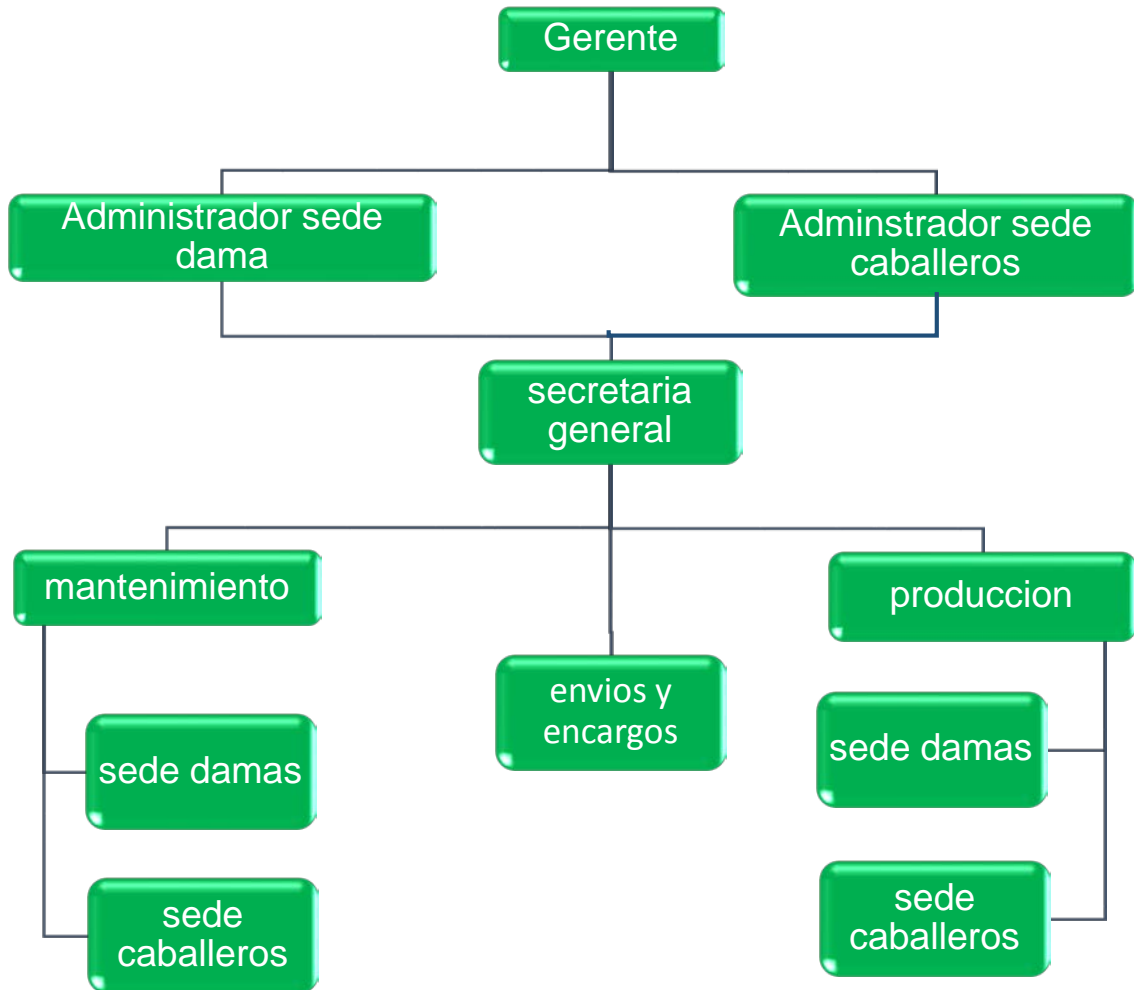 Gerente
Administrador sede
dama
Adminstrador sede
caballeros
secretaria
general
mantenimiento
envios y
encargos
produccion
sede damas
sede
caballeros
sede damas
sede
caballeros